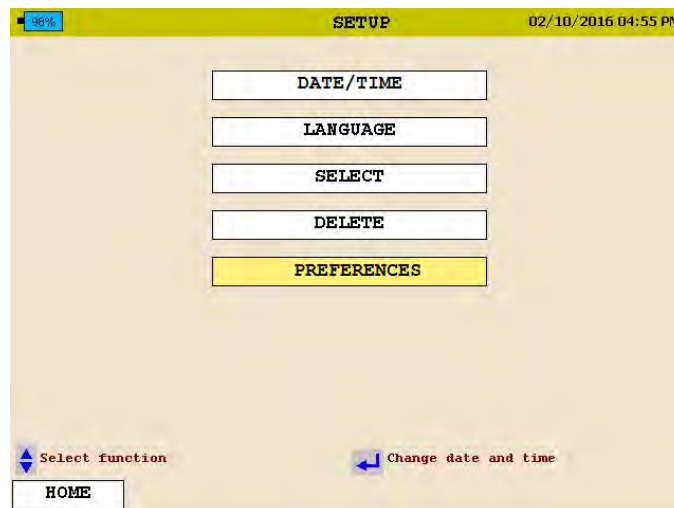 98% SETUP 02/10/2016 04:55 PM
DATE/TIME
LANGUAGE
SELECT
DELETE
PREFERENCES
Select function Change date and time
HOME